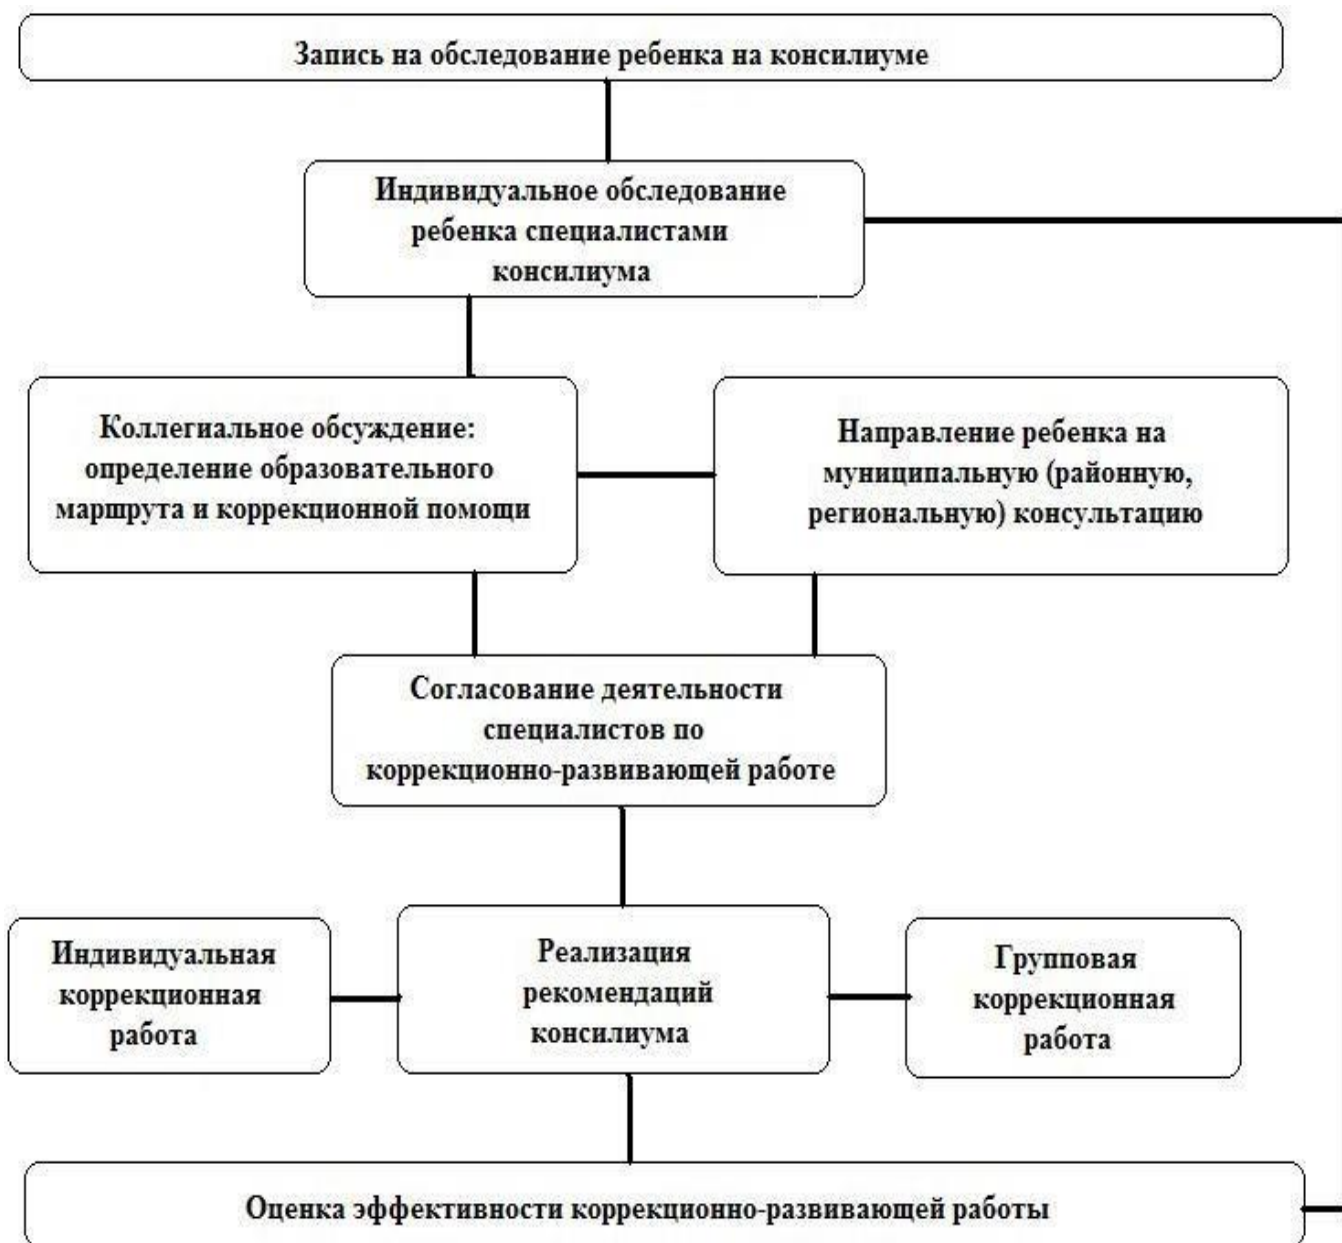 Запись на обследование ребенка на консилиуме
Индивидуальное обследование
ребенка специалистами
консилиума
Коллегиальное обсуждение:
определение образовательного
маршрута и коррекционной помощи
Направление ребенка на
муниципальную (районную,
региональную) консультацию
Согласование деятельности
специалистов по
коррекционно-развивающей работе
Индивидуальная
коррекционная
работа
Реализация
рекомендаций
консилиума
Групповая
коррекционная
работа
Оценка эффективности коррекционно-развивающей работы